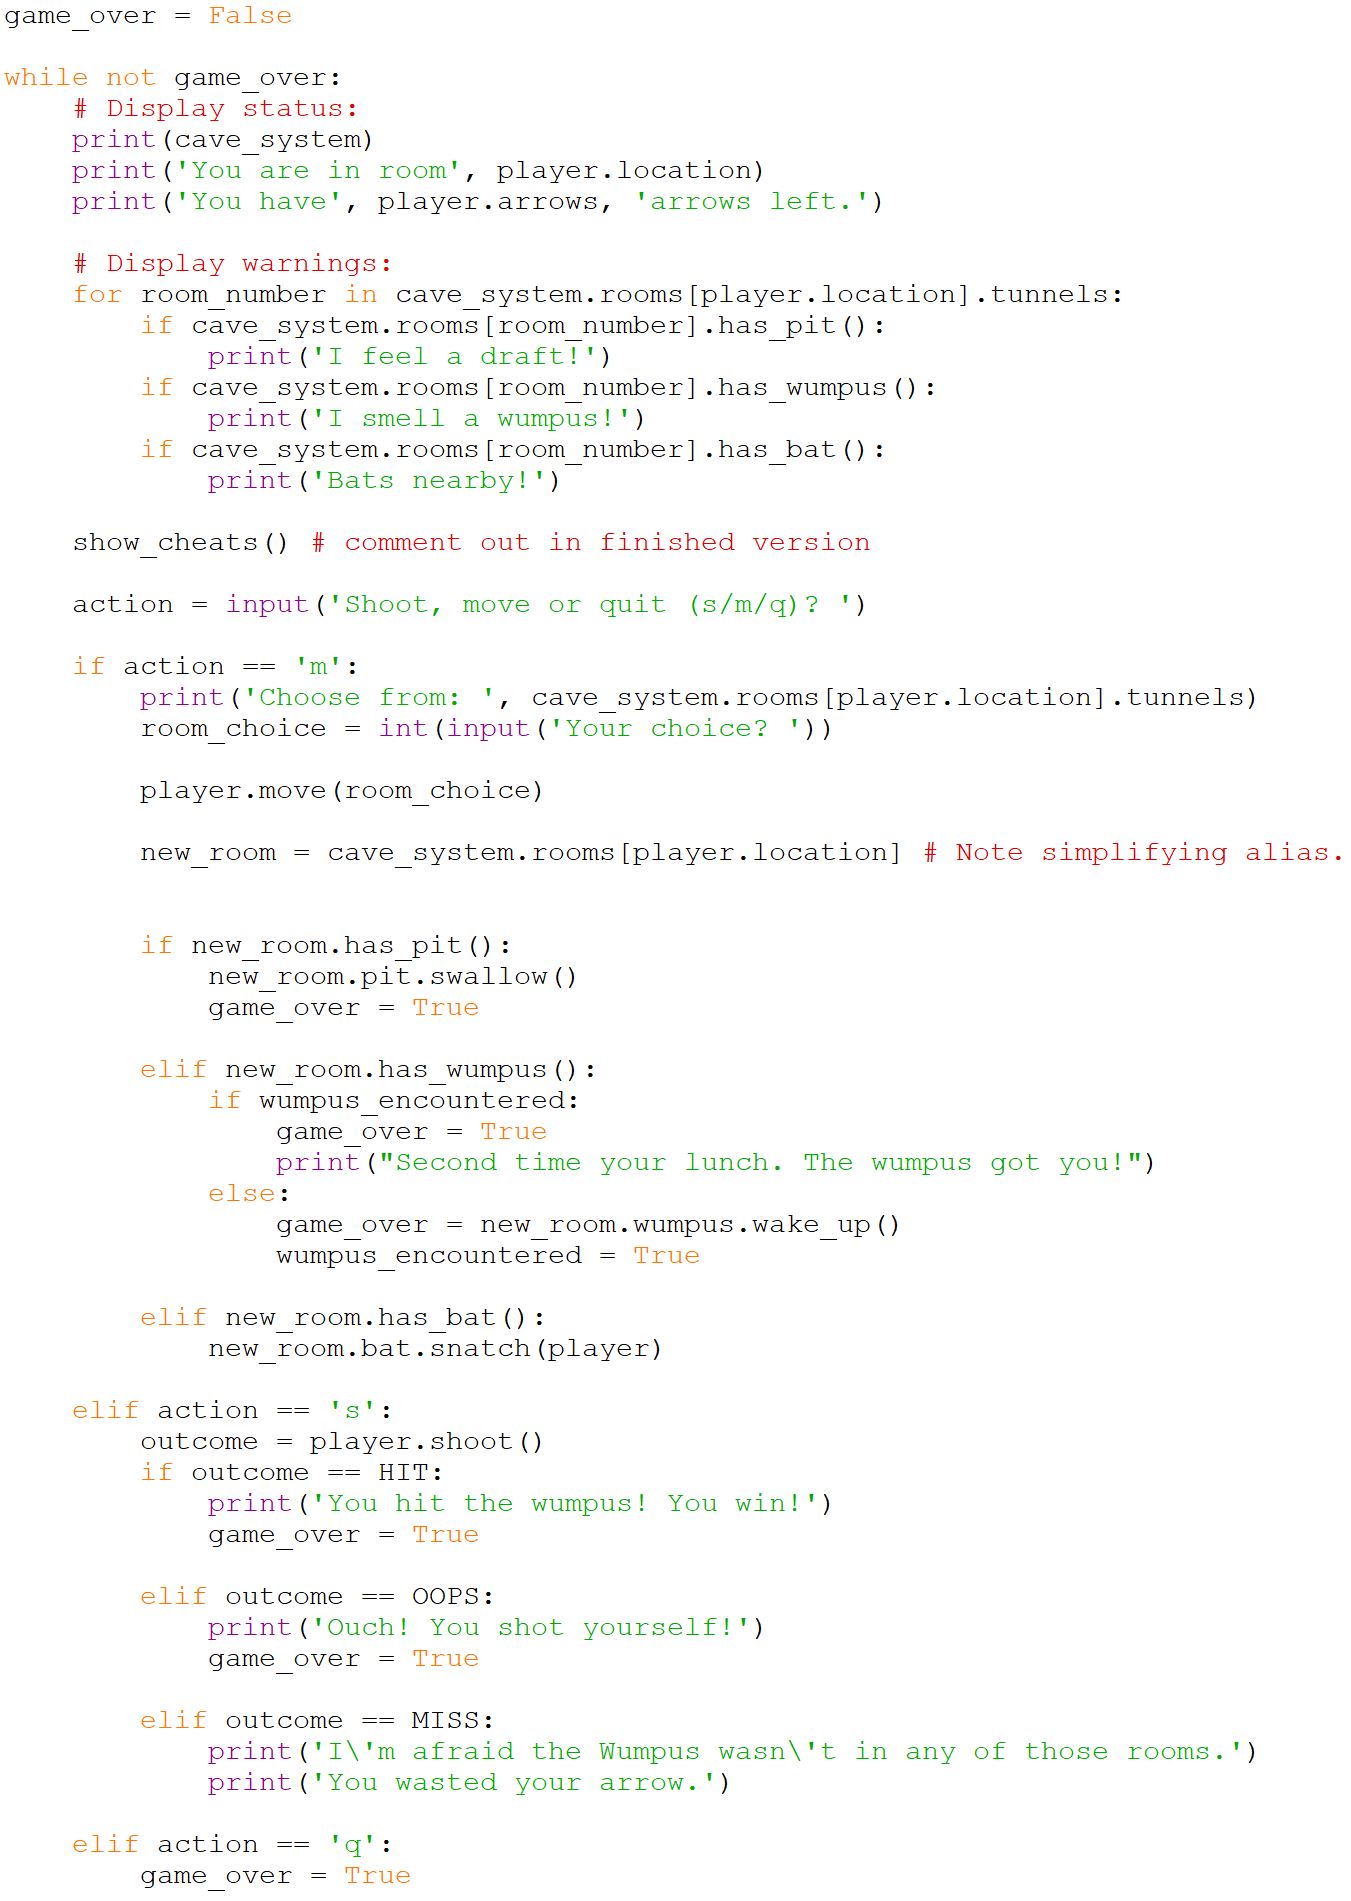 game_over = False

while not game_over:
    # Display status:
    print(cave_system)
    print('You are in room', player.location)
    print('You have', player.arrows, 'arrows left.')

    # Display warnings:
    for room_number in cave_system.rooms[player.location].tunnels:
        if cave_system.rooms[room_number].has_pit():
            print('I feel a draft!')
        if cave_system.rooms[room_number].has_wumpus():
            print('I smell a wumpus!')
        if cave_system.rooms[room_number].has_bat():
            print('Bats nearby!')

    show_cheats() # comment out in finished version

    action = input('Shoot, move or quit (s/m/q)? ')

    if action == 'm':
        print('Choose from: ', cave_system.rooms[player.location].tunnels)
        room_choice = int(input('Your choice? '))

        player.move(room_choice)

        new_room = cave_system.rooms[player.location] # Note simplifying alias.


        if new_room.has_pit():
            new_room.pit.swallow()
            game_over = True

        elif new_room.has_wumpus():
            if wumpus_encountered:
                game_over = True
                print("Second time your lunch. The wumpus got you!")
            else:
                game_over = new_room.wumpus.wake_up()
                wumpus_encountered = True

        elif new_room.has_bat():
            new_room.bat.snatch(player)

    elif action == 's':
        outcome = player.shoot()
        if outcome == HIT:
            print('You hit the wumpus! You win!')
            game_over = True

        elif outcome == OOPS:
            print('Ouch! You shot yourself!')
            game_over = True

        elif outcome == MISS:
            print('I\'m afraid the Wumpus wasn\'t in any of those rooms.')
            print('You wasted your arrow.')

    elif action == 'q':
        game_over = True